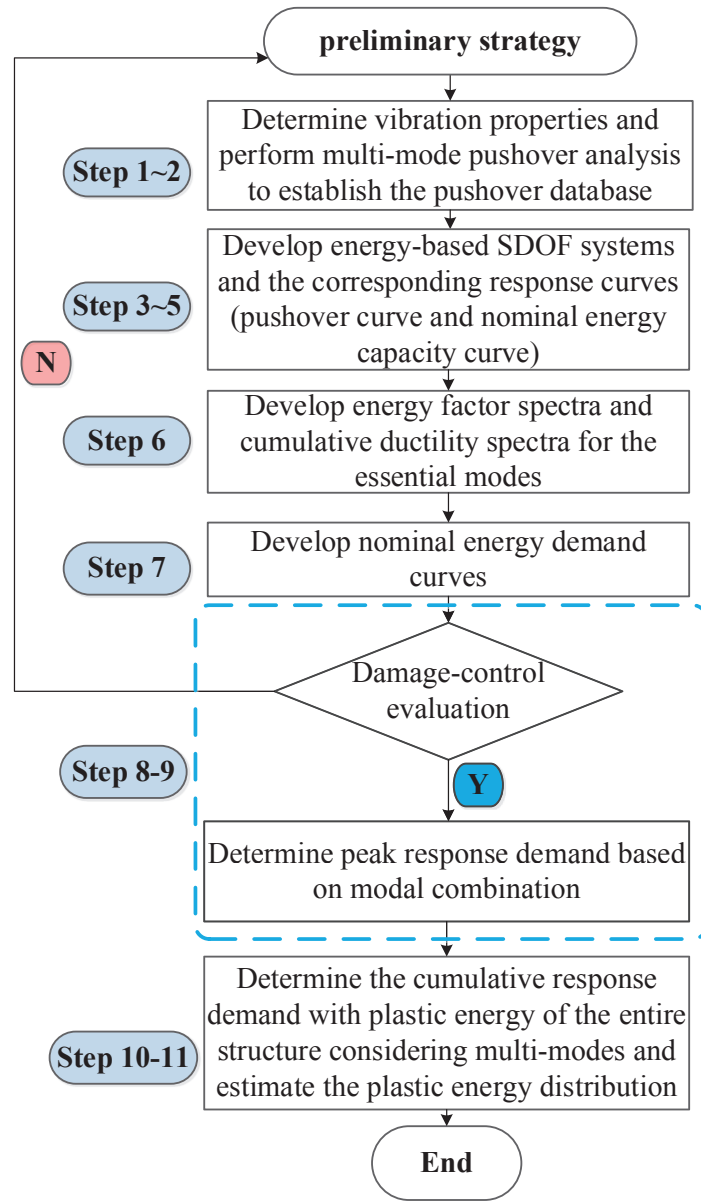 preliminary strategy
Step 1~2
Determine vibration properties and
perform multi-mode pushover analysis
to establish the pushover database
Step 3~5
Develop energy-based SDOF systems
and the corresponding response curves
(pushover curve and nominal energy
capacity curve)
N
Step 6
Develop energy factor spectra and
cumulative ductility spectra for the
essential modes
Step 7
Develop nominal energy demand
curves
Damage-control
evaluation
Step 8-9
Y
Determine peak response demand based
on modal combination
Step 10-11
Determine the cumulative response
demand with plastic energy of the entire
structure considering multi-modes and
estimate the plastic energy distribution
End